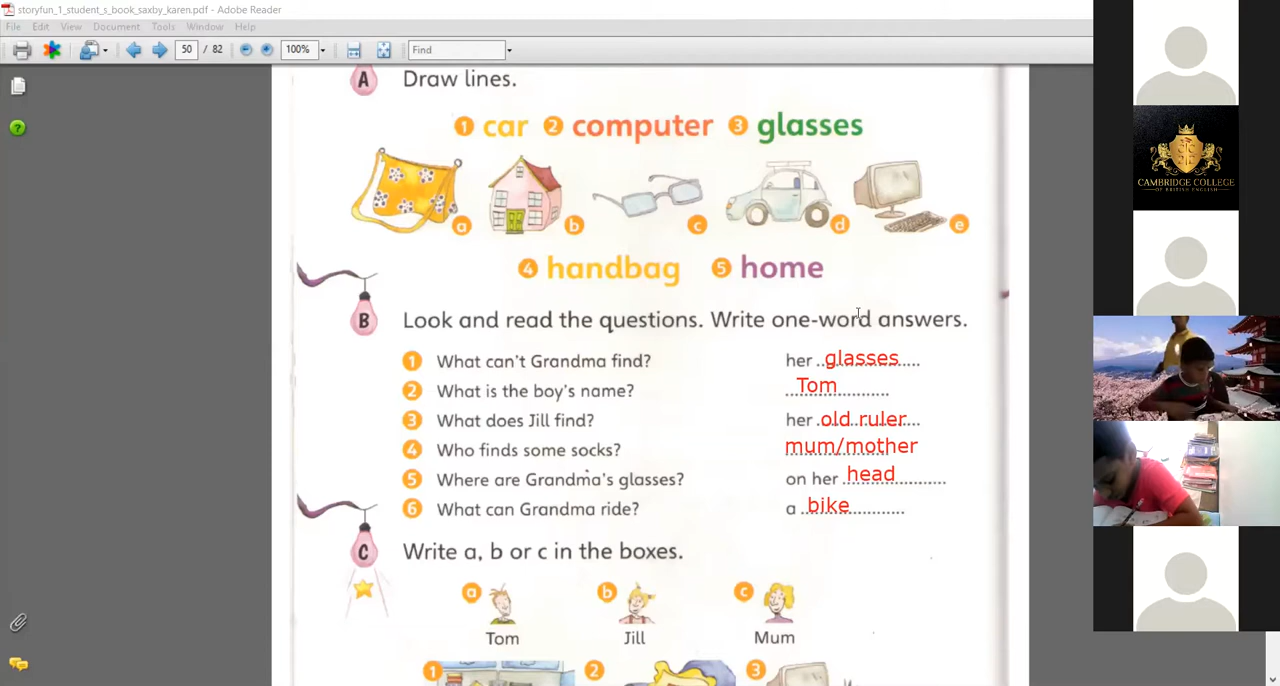 storyfun_1_student_s_book_saxby_karen.pdf - Adobe Reader
File Edit View Document Tools Window Help
50 / 82 100% Find
A Draw lines.
1 car 2 computer 3 glasses
a b c d e
4 handbag 5 home
B Look and read the questions. Write one-word answers.
1 What can't Grandma find? her glasses
2 What is the boy's name? Tom
3 What does Jill find? her old ruler
4 Who finds some socks? mum/mother
5 Where are Grandma's glasses? on her head
6 What can Grandma ride? a bike
C Write a, b or c in the boxes.
a b c
Tom Jill Mum
1 2 3
CAMBRIDGE COLLEGE
OF BRITISH ENGLISH